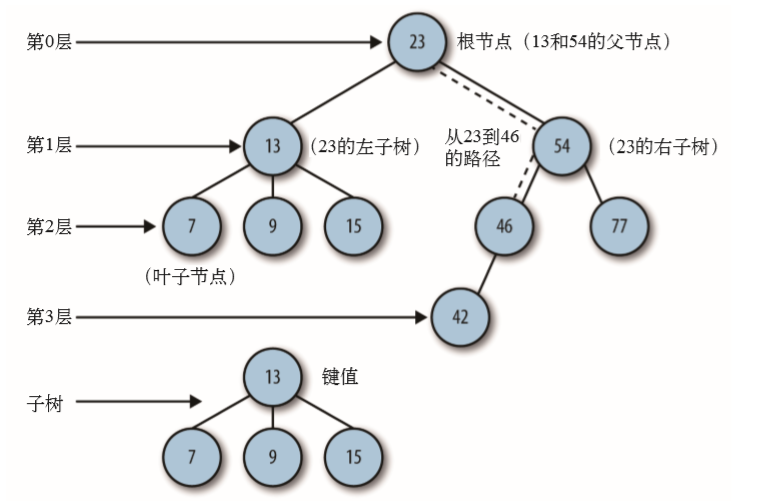 第0层
23
根节点（13和54的父节点）
第1层
13
（23的左子树）
从23到46
的路径
54
（23的右子树）
第2层
7
9
15
46
77
（叶子节点）
第3层
42
13
键值
子树
7
9
15